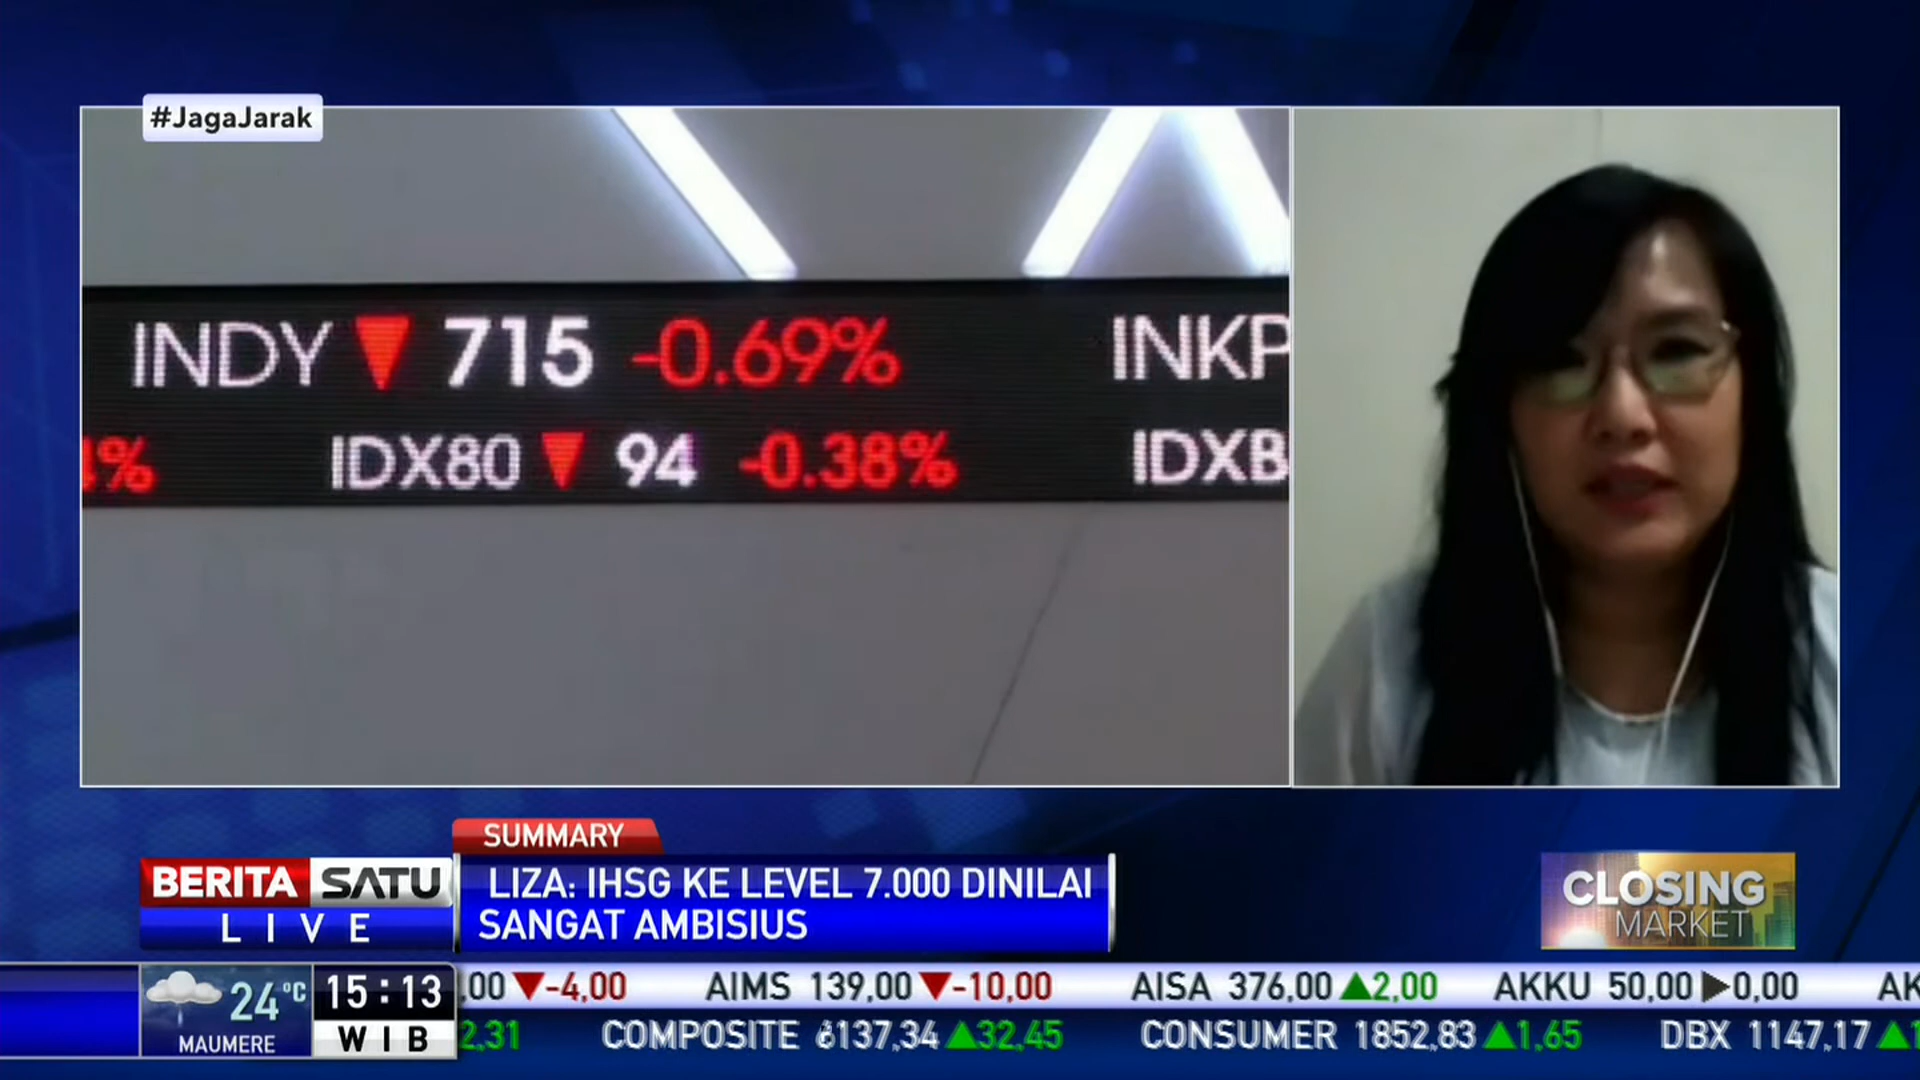 #JagaJarak
INDY ▼ 715 -0.69% INKP
4% IDX80 ▼ 94 -0.38% IDXB
SUMMARY
BERITA SATU
LIVE
LIZA: IHSG KE LEVEL 7.000 DINILAI
SANGAT AMBISIUS
CLOSING
MARKET
24°C
MAUMERE
15:13
WIB
,00 ▼-4,00 AIMS 139,00 ▼-10,00 AISA 376,00 ▲2,00 AKKU 50,00 ▶0,00 AK
2,31 COMPOSITE 6137,34 ▲32,45 CONSUMER 1852,83 ▲1,65 DBX 1147,17 ▲1